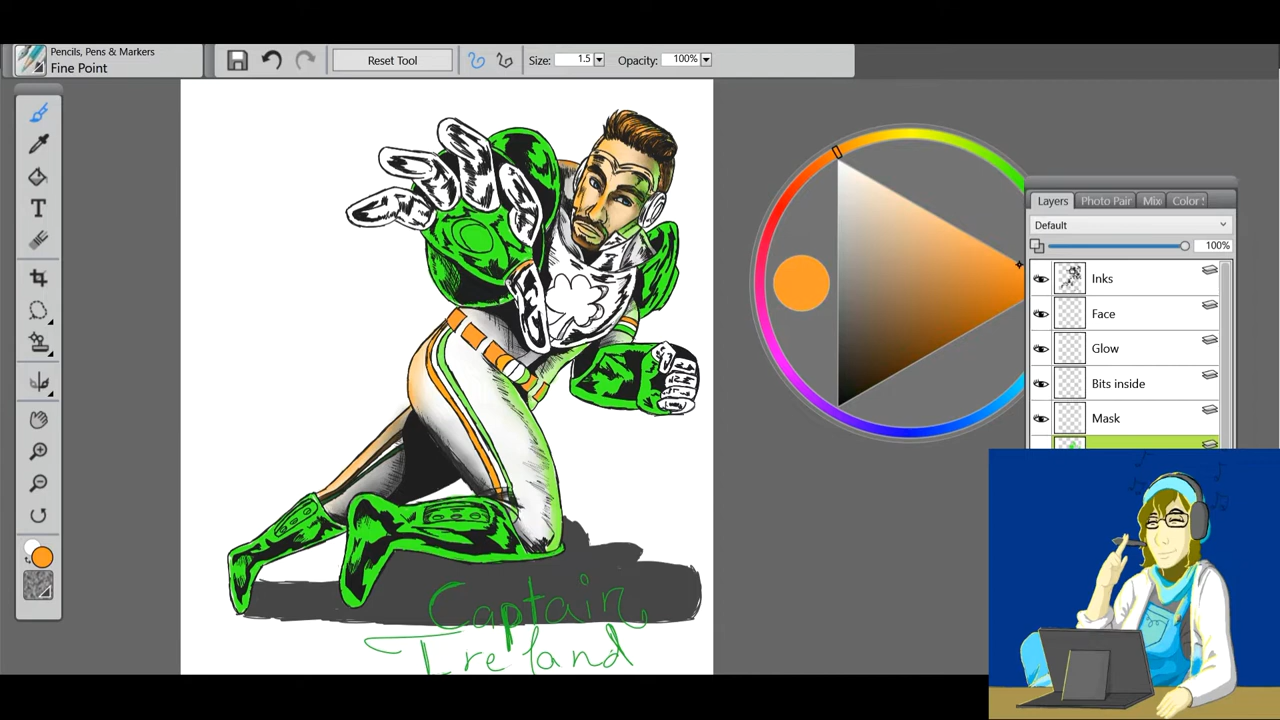 Pencils, Pens & Markers
Fine Point
Reset Tool
Size: 1.5
Opacity: 100%
Layers Photo Pair Mix Color
Default
100%
Inks
Face
Glow
Bits inside
Mask
T
Captain
Ireland